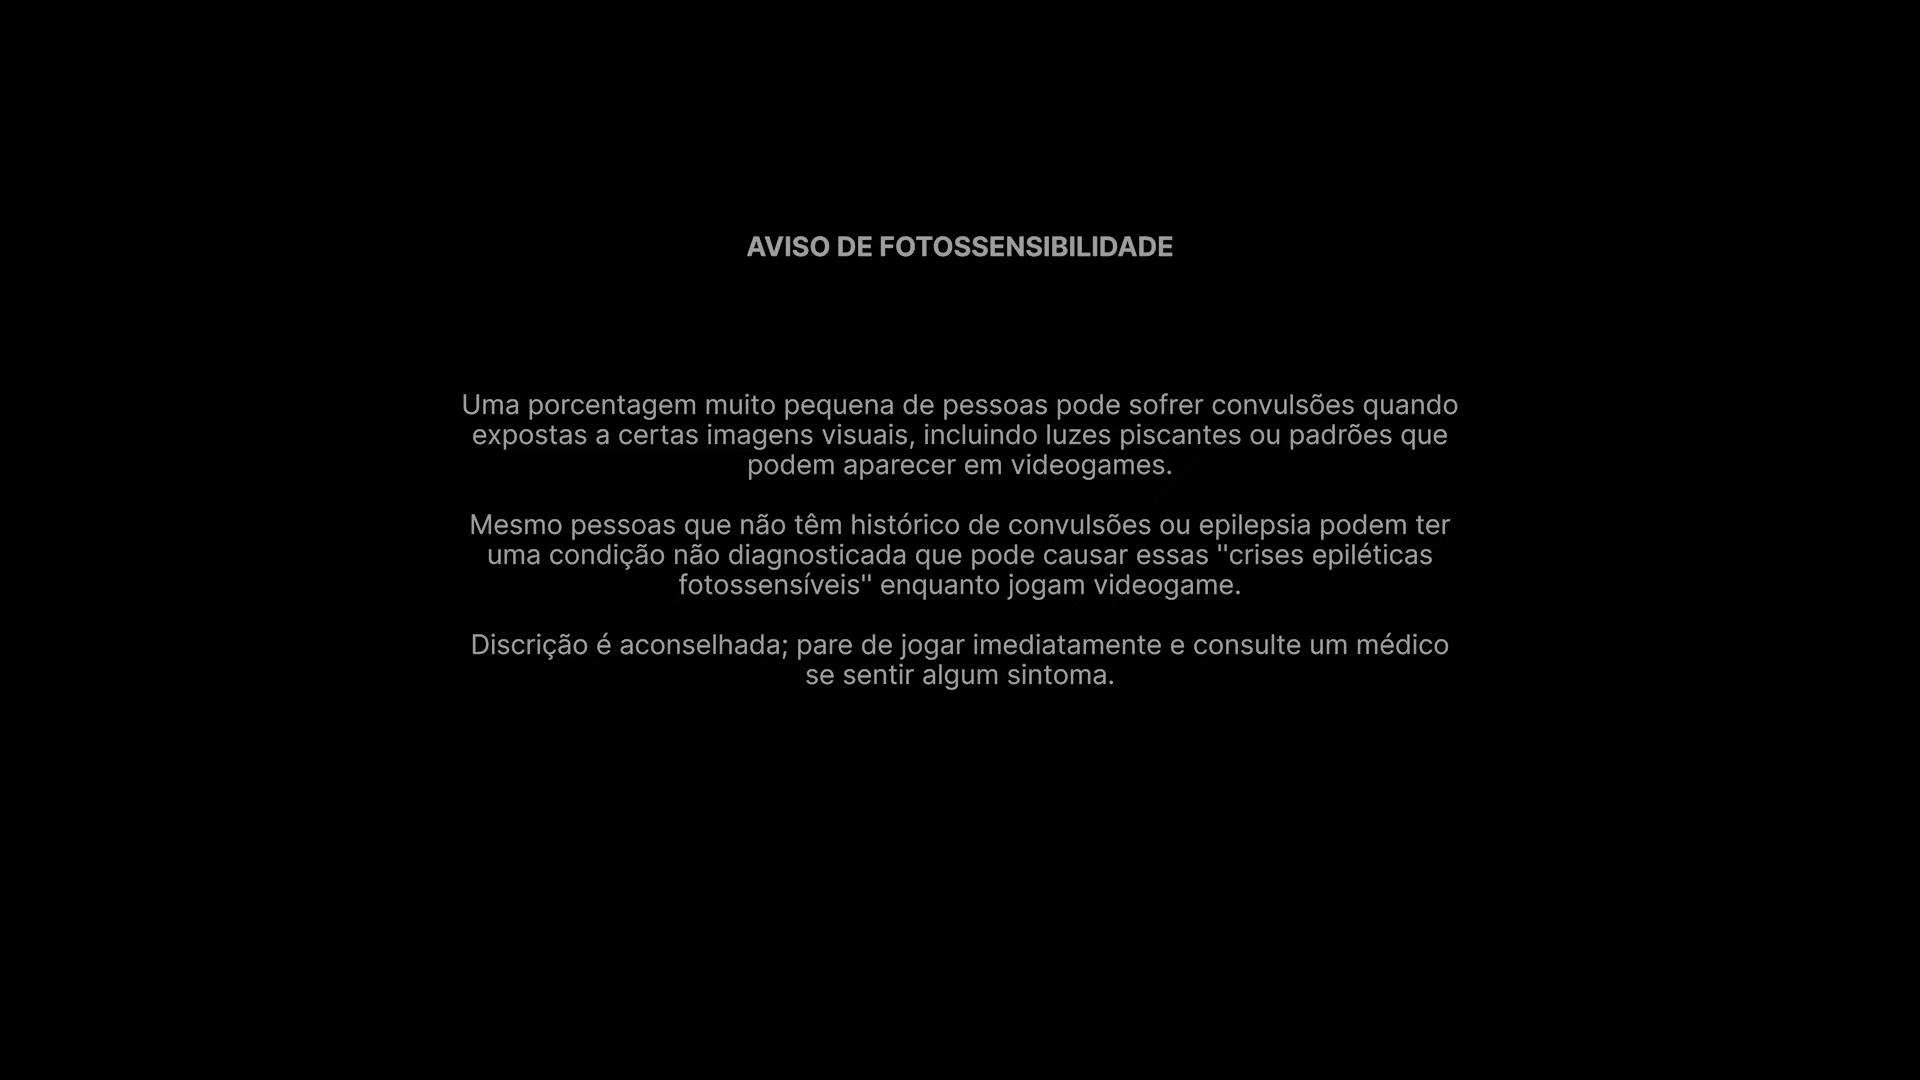 AVISO DE FOTOSSENSIBILIDADE
Uma porcentagem muito pequena de pessoas pode sofrer convulsões quando
expostas a certas imagens visuais, incluindo luzes piscantes ou padrões que
podem aparecer em videogames.
Mesmo pessoas que não têm histórico de convulsões ou epilepsia podem ter
uma condição não diagnosticada que pode causar essas "crises epiléticas
fotossensíveis" enquanto jogam videogame.
Discrição é aconselhada; pare de jogar imediatamente e consulte um médico
se sentir algum sintoma.